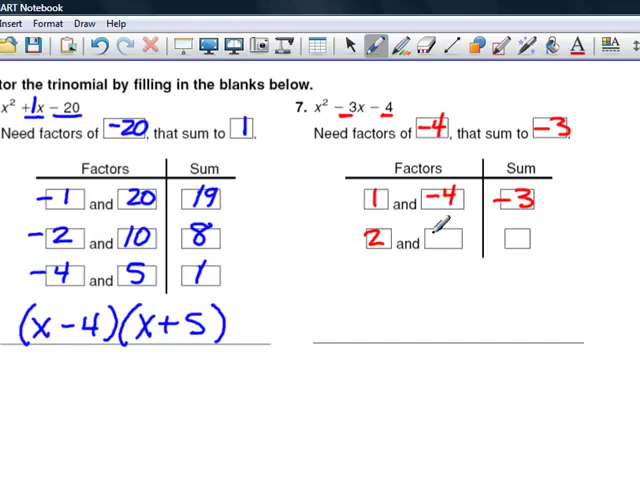 ART Notebook
Insert Format Draw Help
tor the trinomial by filling in the blanks below.
x² + 1x − 20
Need factors of -20, that sum to 1.
Factors Sum
-1 and 20 19
-2 and 10 8
-4 and 5 1
(x - 4)(x + 5)
7. x² − 3x − 4
Need factors of -4, that sum to -3.
Factors Sum
1 and -4 -3
2 and